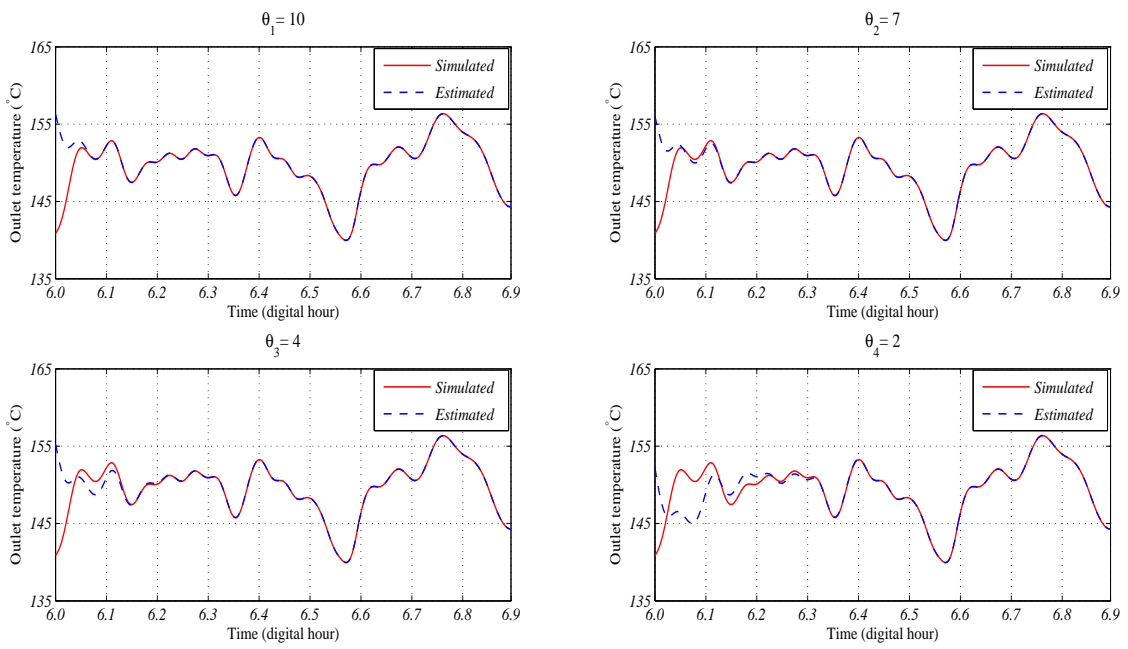 θ1= 10
165
155
145
135
Outlet temperature (°C)
Simulated
Estimated
6.0 6.1 6.2 6.3 6.4 6.5 6.6 6.7 6.8 6.9
Time (digital hour)
θ2= 7
165
155
145
135
Outlet temperature (°C)
Simulated
Estimated
6.0 6.1 6.2 6.3 6.4 6.5 6.6 6.7 6.8 6.9
Time (digital hour)
θ3= 4
165
155
145
135
Outlet temperature (°C)
Simulated
Estimated
6.0 6.1 6.2 6.3 6.4 6.5 6.6 6.7 6.8 6.9
Time (digital hour)
θ4= 2
165
155
145
135
Outlet temperature (°C)
Simulated
Estimated
6.0 6.1 6.2 6.3 6.4 6.5 6.6 6.7 6.8 6.9
Time (digital hour)